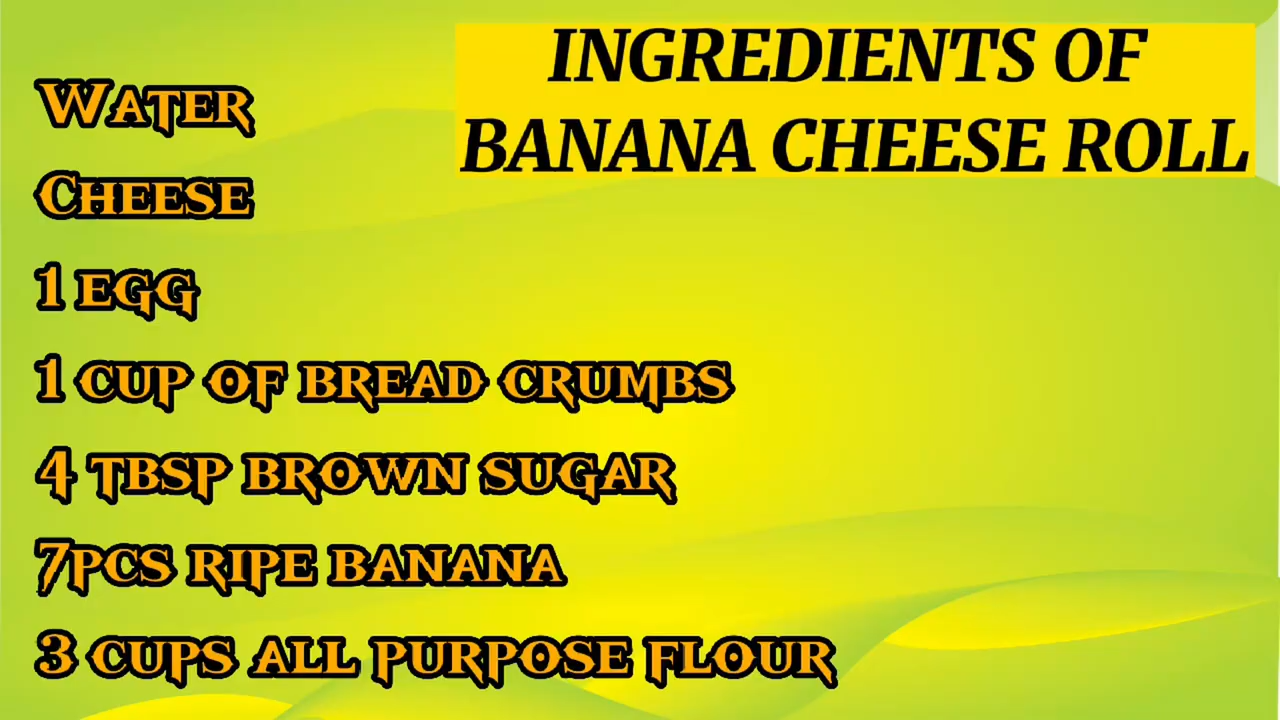 INGREDIENTS OF
BANANA CHEESE ROLL
WATER
CHEESE
1 EGG
1 CUP OF BREAD CRUMBS
4 TBSP BROWN SUGAR
7PCS RIPE BANANA
3 CUPS ALL PURPOSE FLOUR